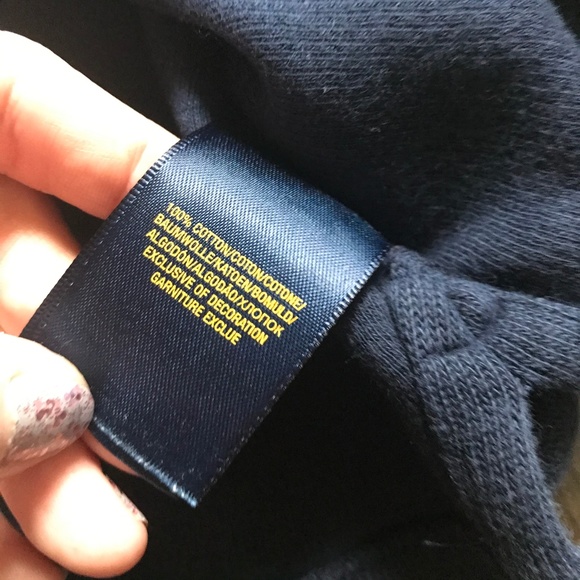 100% COTTON/COTON/COTONE/
BAUMWOLLE/KATOEN/BOMULD/
ALGODÓN/ALGODÃO/ХЛОПОК
EXCLUSIVE OF DECORATION
GARNITURE EXCLUE